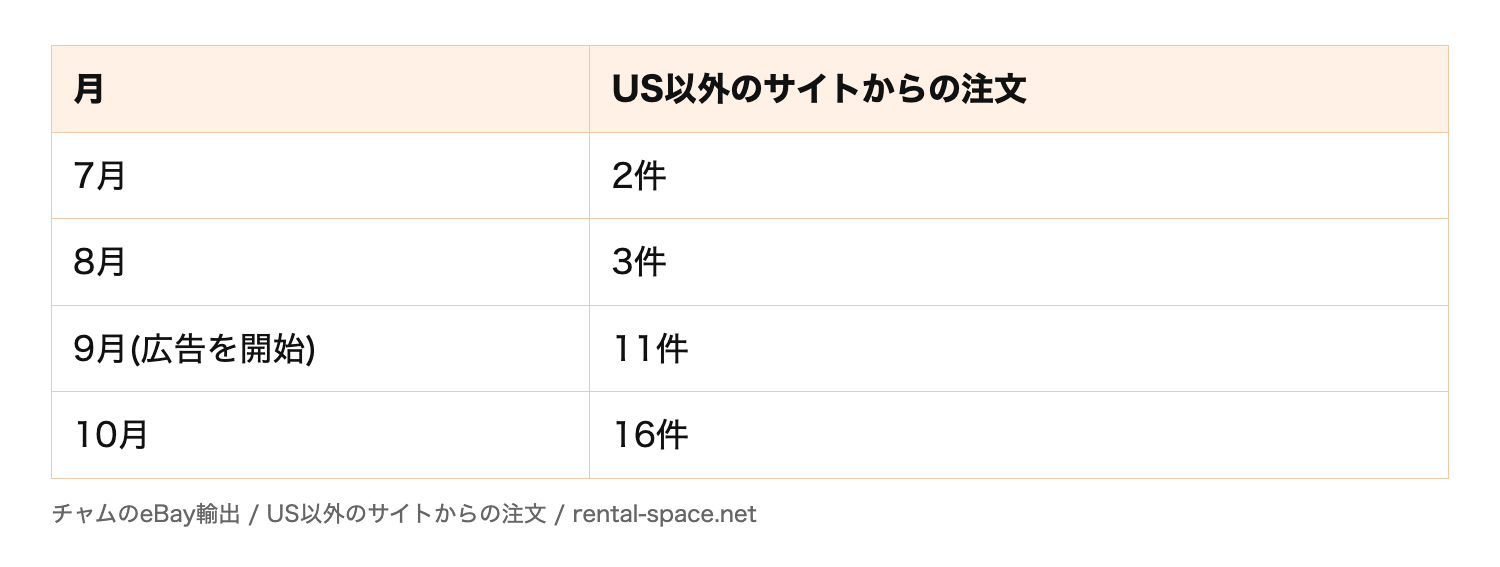 月 US以外のサイトからの注文
7月 2件
8月 3件
9月(広告を開始) 11件
10月 16件
チャムのeBay輸出 / US以外のサイトからの注文 / rental-space.net